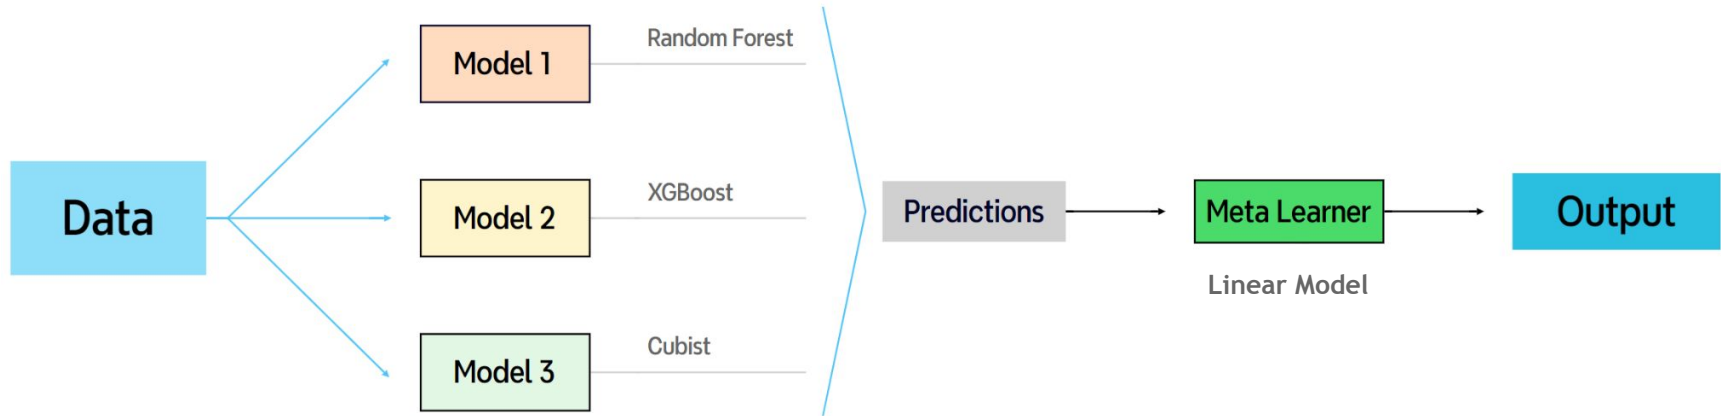 Random Forest
Model 1
XGBoost
Data
Model 2
Predictions
Meta Learner
Output
Linear Model
Cubist
Model 3